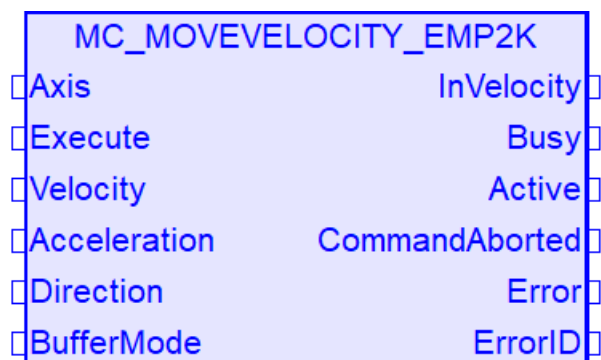 MC_MOVEVELOCITY_EMP2K
Axis InVelocity
Execute Busy
Velocity Active
Acceleration CommandAborted
Direction Error
BufferMode ErrorID